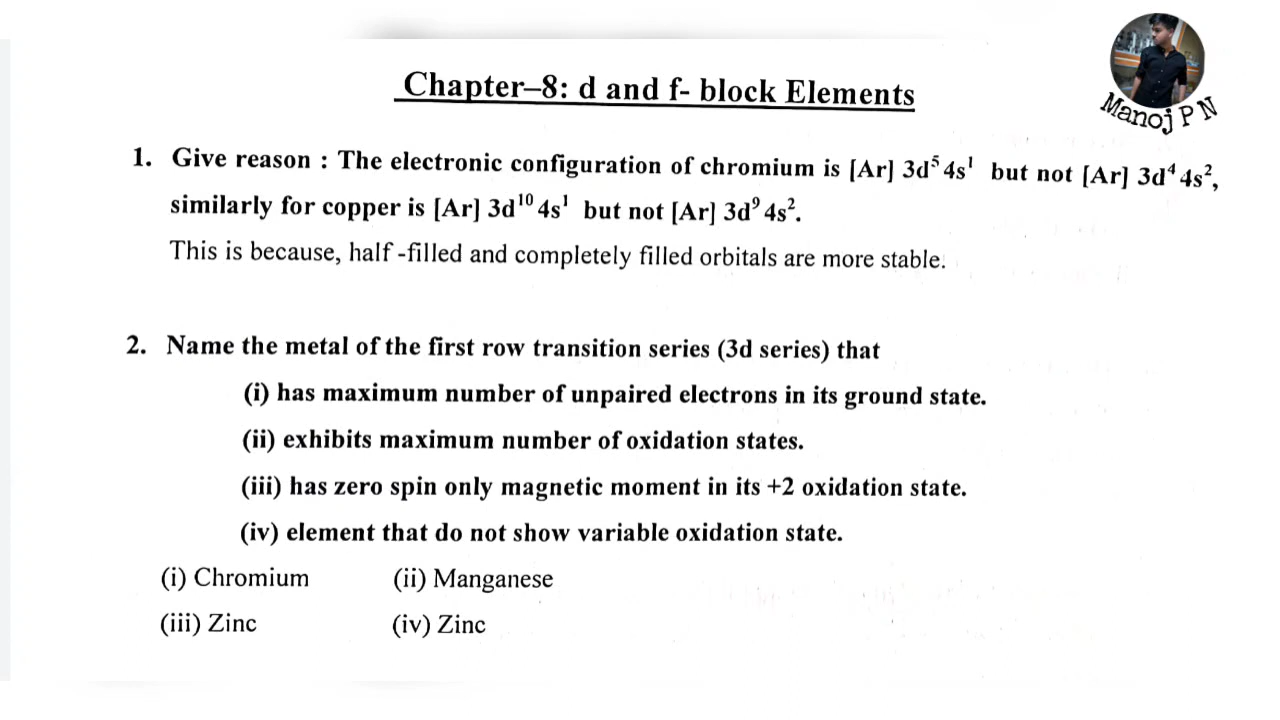 Chapter–8: d and f- block Elements
Manoj P N
1. Give reason : The electronic configuration of chromium is [Ar] 3d⁵ 4s¹ but not [Ar] 3d⁴ 4s²,
similarly for copper is [Ar] 3d¹⁰ 4s¹ but not [Ar] 3d⁹ 4s².
This is because, half -filled and completely filled orbitals are more stable.
2. Name the metal of the first row transition series (3d series) that
(i) has maximum number of unpaired electrons in its ground state.
(ii) exhibits maximum number of oxidation states.
(iii) has zero spin only magnetic moment in its +2 oxidation state.
(iv) element that do not show variable oxidation state.
(i) Chromium (ii) Manganese
(iii) Zinc (iv) Zinc